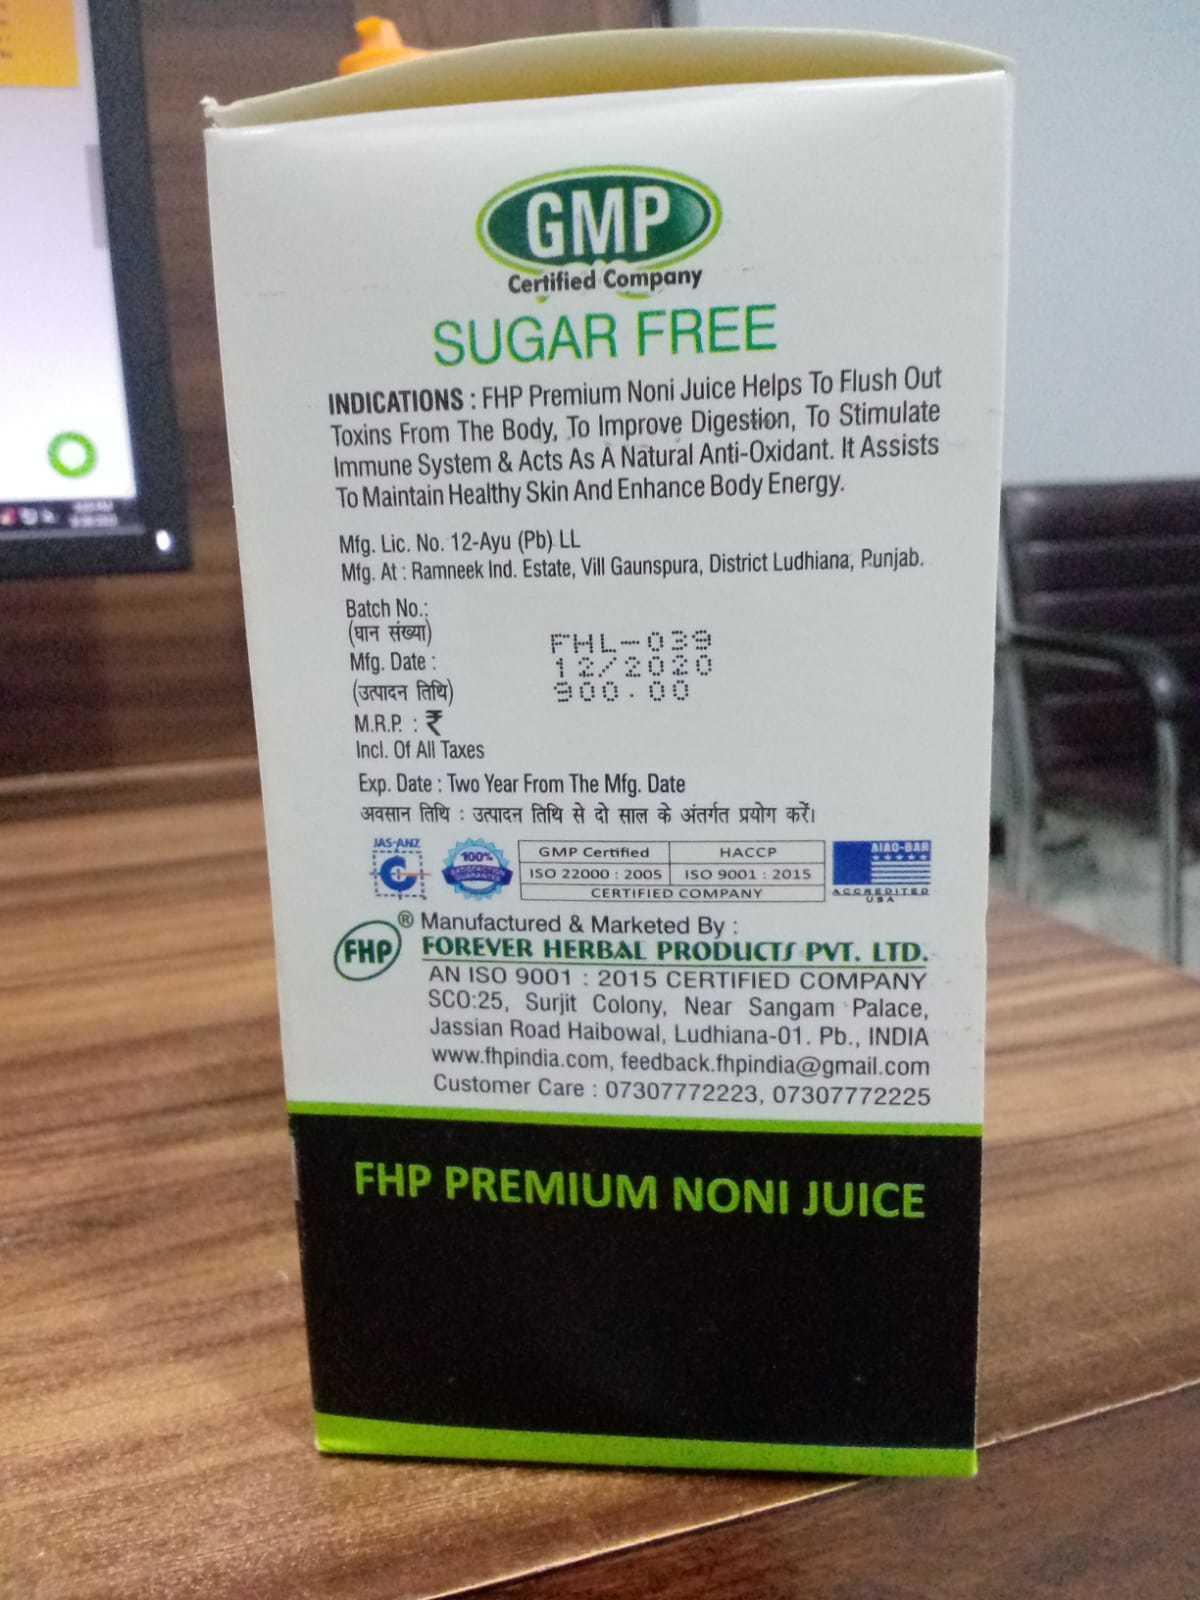 GMP
Certified Company
SUGAR FREE
INDICATIONS : FHP Premium Noni Juice Helps To Flush Out
Toxins From The Body, To Improve Digestion, To Stimulate
Immune System & Acts As A Natural Anti-Oxidant. It Assists
To Maintain Healthy Skin And Enhance Body Energy.
Mfg. Lic. No. 12-Ayu (Pb) LL
Mfg. At : Ramneek Ind. Estate, Vill Gaunspura, District Ludhiana, Punjab.
Batch No.:
(घान संख्या) FHL-039
Mfg. Date : 12/2020
(उत्पादन तिथि) 900.00
M.R.P. : ₹
Incl. Of All Taxes
Exp. Date : Two Year From The Mfg. Date
अवसान तिथि : उत्पादन तिथि से दो साल के अंतर्गत प्रयोग करें।
JAS-ANZ
100%
SATISFACTION
GUARANTEE
GMP Certified HACCP
ISO 22000 : 2005 ISO 9001 : 2015
CERTIFIED COMPANY
AIAO-BAR
ACCREDITED
USA
FHP ® Manufactured & Marketed By :
FOREVER HERBAL PRODUCTS PVT. LTD.
AN ISO 9001 : 2015 CERTIFIED COMPANY
SCO:25, Surjit Colony, Near Sangam Palace,
Jassian Road Haibowal, Ludhiana-01. Pb., INDIA
www.fhpindia.com, feedback.fhpindia@gmail.com
Customer Care : 07307772223, 07307772225
FHP PREMIUM NONI JUICE